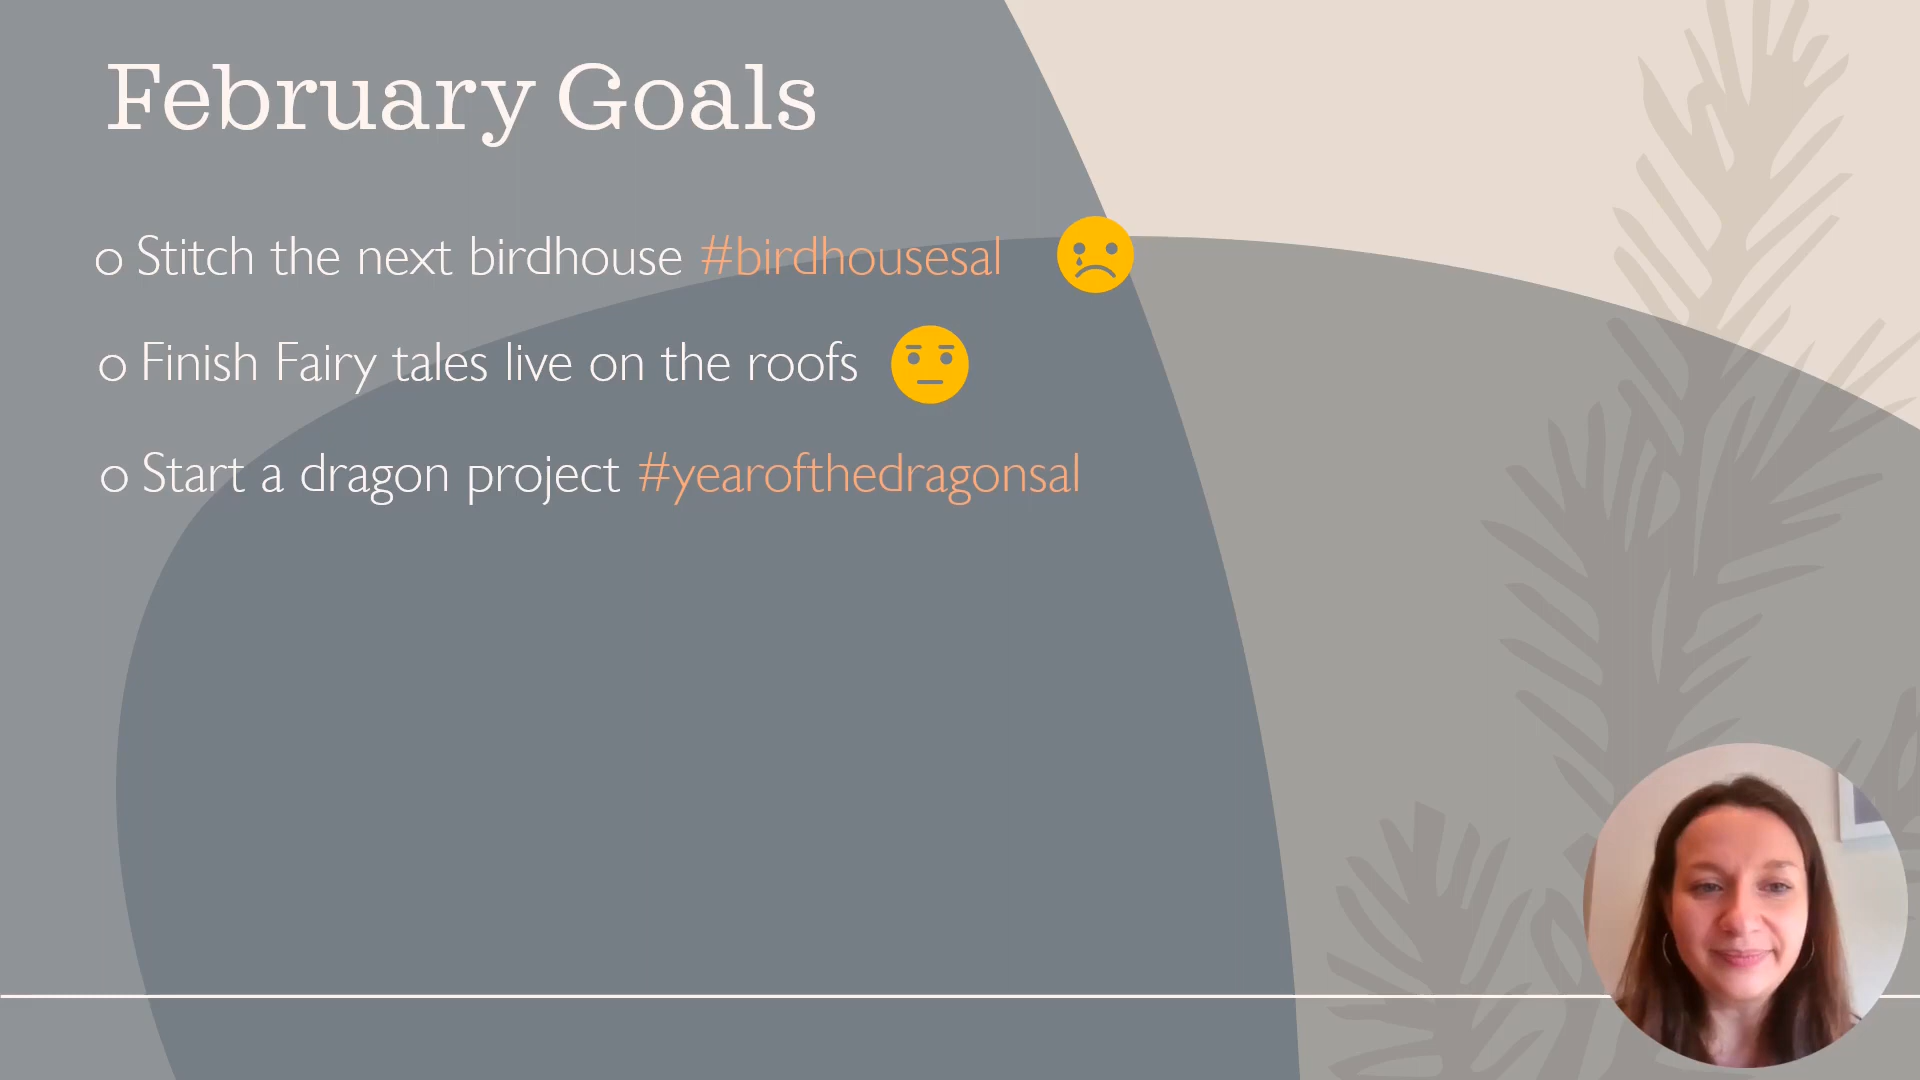 February Goals
o Stitch the next birdhouse #birdhousesal
o Finish Fairy tales live on the roofs
o Start a dragon project #yearofthedragonsal